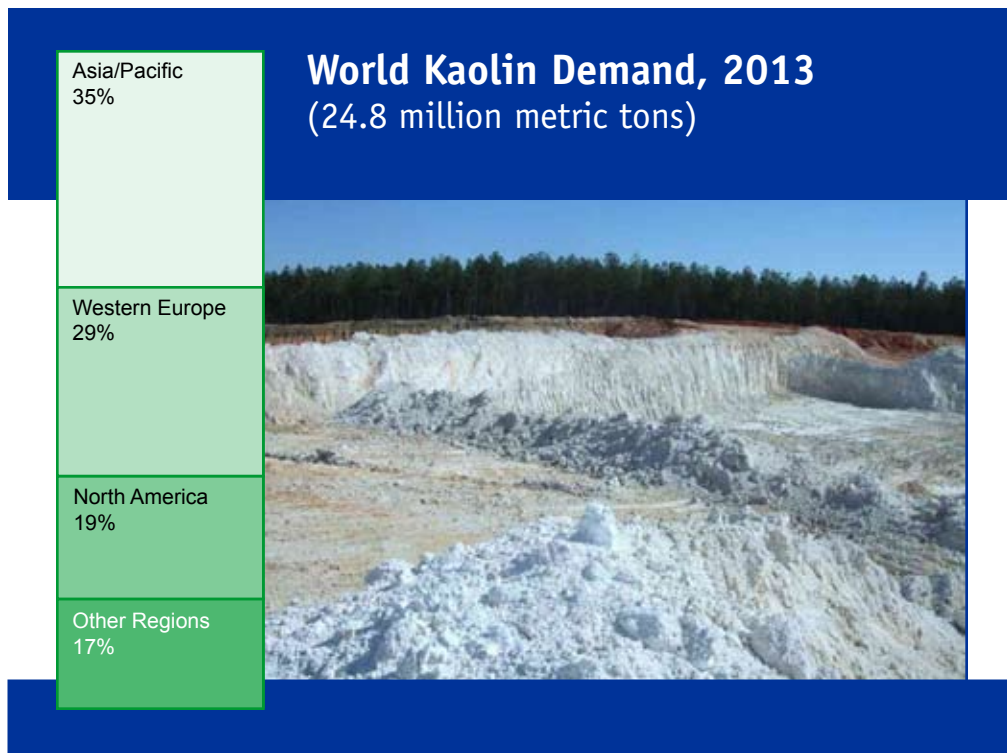 World Kaolin Demand, 2013
(24.8 million metric tons)
Asia/Pacific
35%
Western Europe
29%
North America
19%
Other Regions
17%